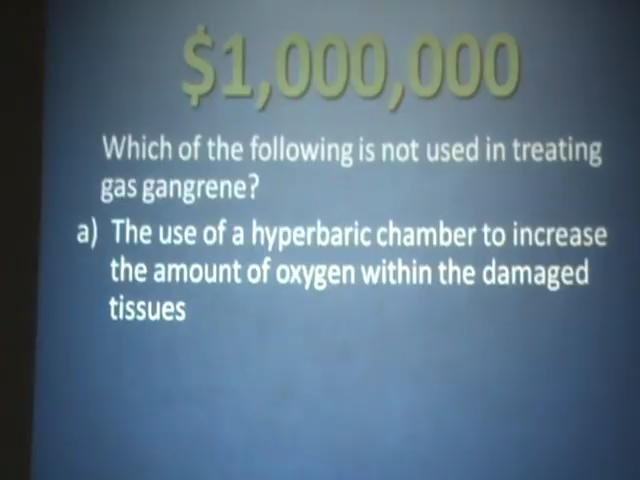 $1,000,000
Which of the following is not used in treating
gas gangrene?
a) The use of a hyperbaric chamber to increase
the amount of oxygen within the damaged
tissues